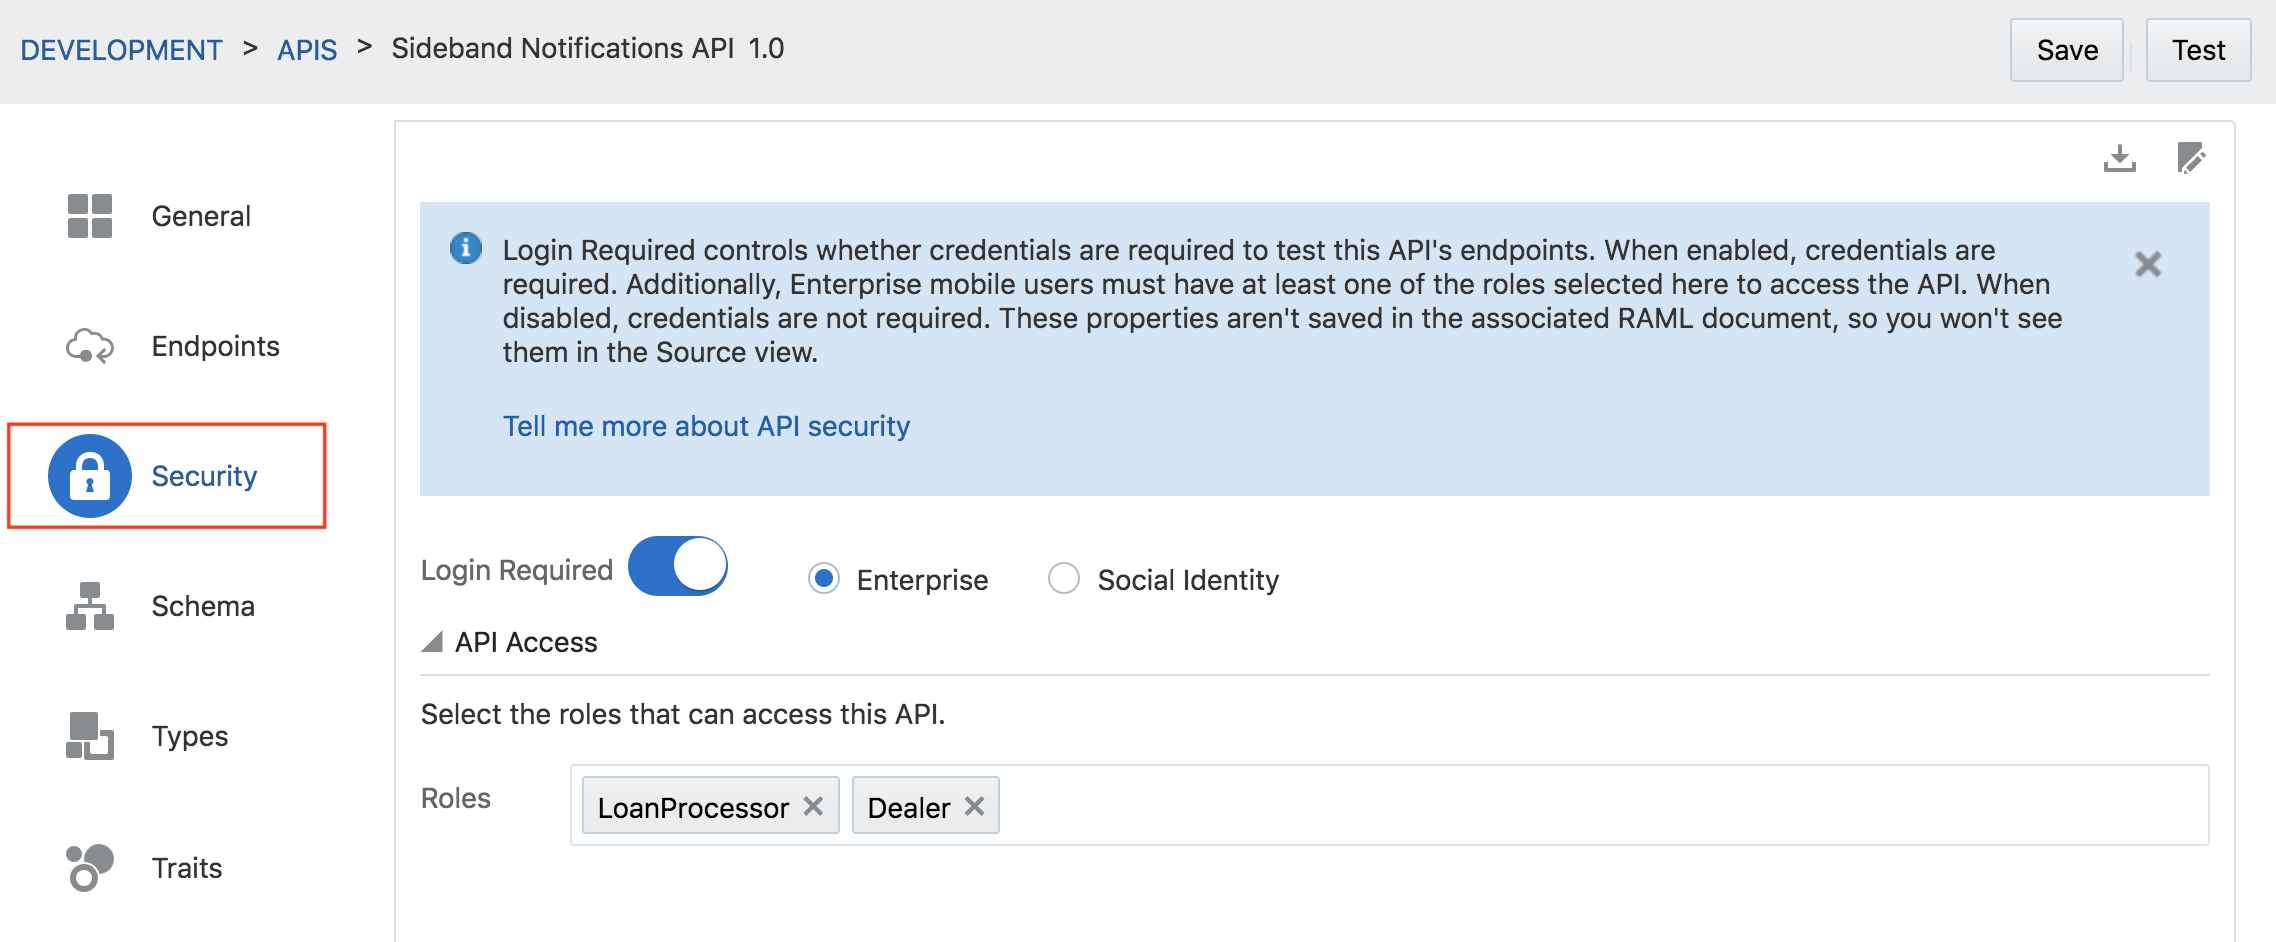 DEVELOPMENT > APIS > Sideband Notifications API 1.0
Save
Test
General
Endpoints
Security
Schema
Types
Traits
Login Required controls whether credentials are required to test this API's endpoints. When enabled, credentials are
required. Additionally, Enterprise mobile users must have at least one of the roles selected here to access the API. When
disabled, credentials are not required. These properties aren't saved in the associated RAML document, so you won't see
them in the Source view.
Tell me more about API security
Login Required
Enterprise
Social Identity
API Access
Select the roles that can access this API.
Roles
LoanProcessor
Dealer